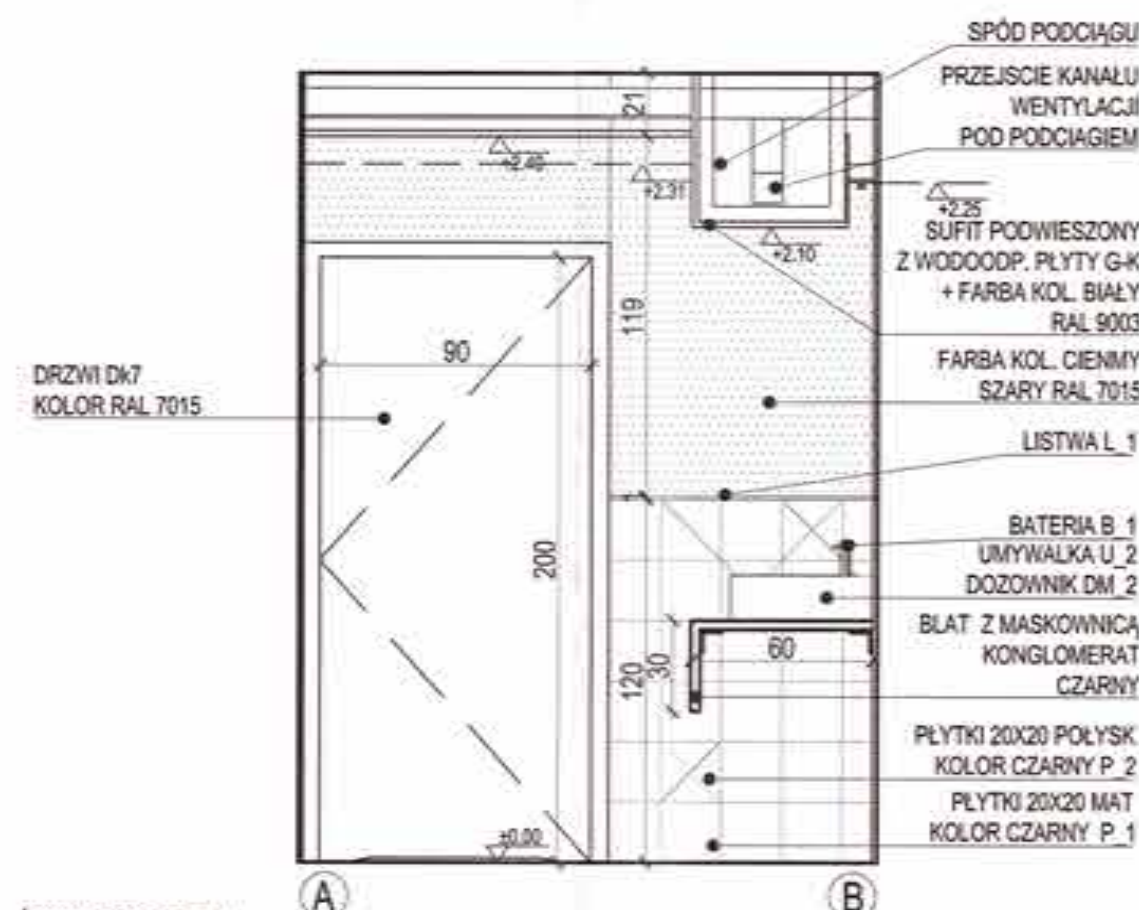 SPÓD PODCIĄGU
PRZEJSCIE KANAŁU
WENTYLACJI
POD PODCIAGIEM
21
+2.40
+2.31
+2.25
+2.10
SUFIT PODWIESZONY
Z WODOODP. PŁYTY G-K
+ FARBA KOL. BIAŁY
RAL 9003
119
90
FARBA KOL. CIENMY
SZARY RAL 7015
DRZWI Dk7
KOLOR RAL 7015
LISTWA L_1
200
BATERIA B_1
UMYWALKA U_2
DOZOWNIK DM_2
BLAT Z MASKOWNICĄ
KONGLOMERAT
CZARNY
120
30
60
PŁYTKI 20X20 POŁYSK
KOLOR CZARNY P_2
PŁYTKI 20X20 MAT
KOLOR CZARNY P_1
±0,00
A
B